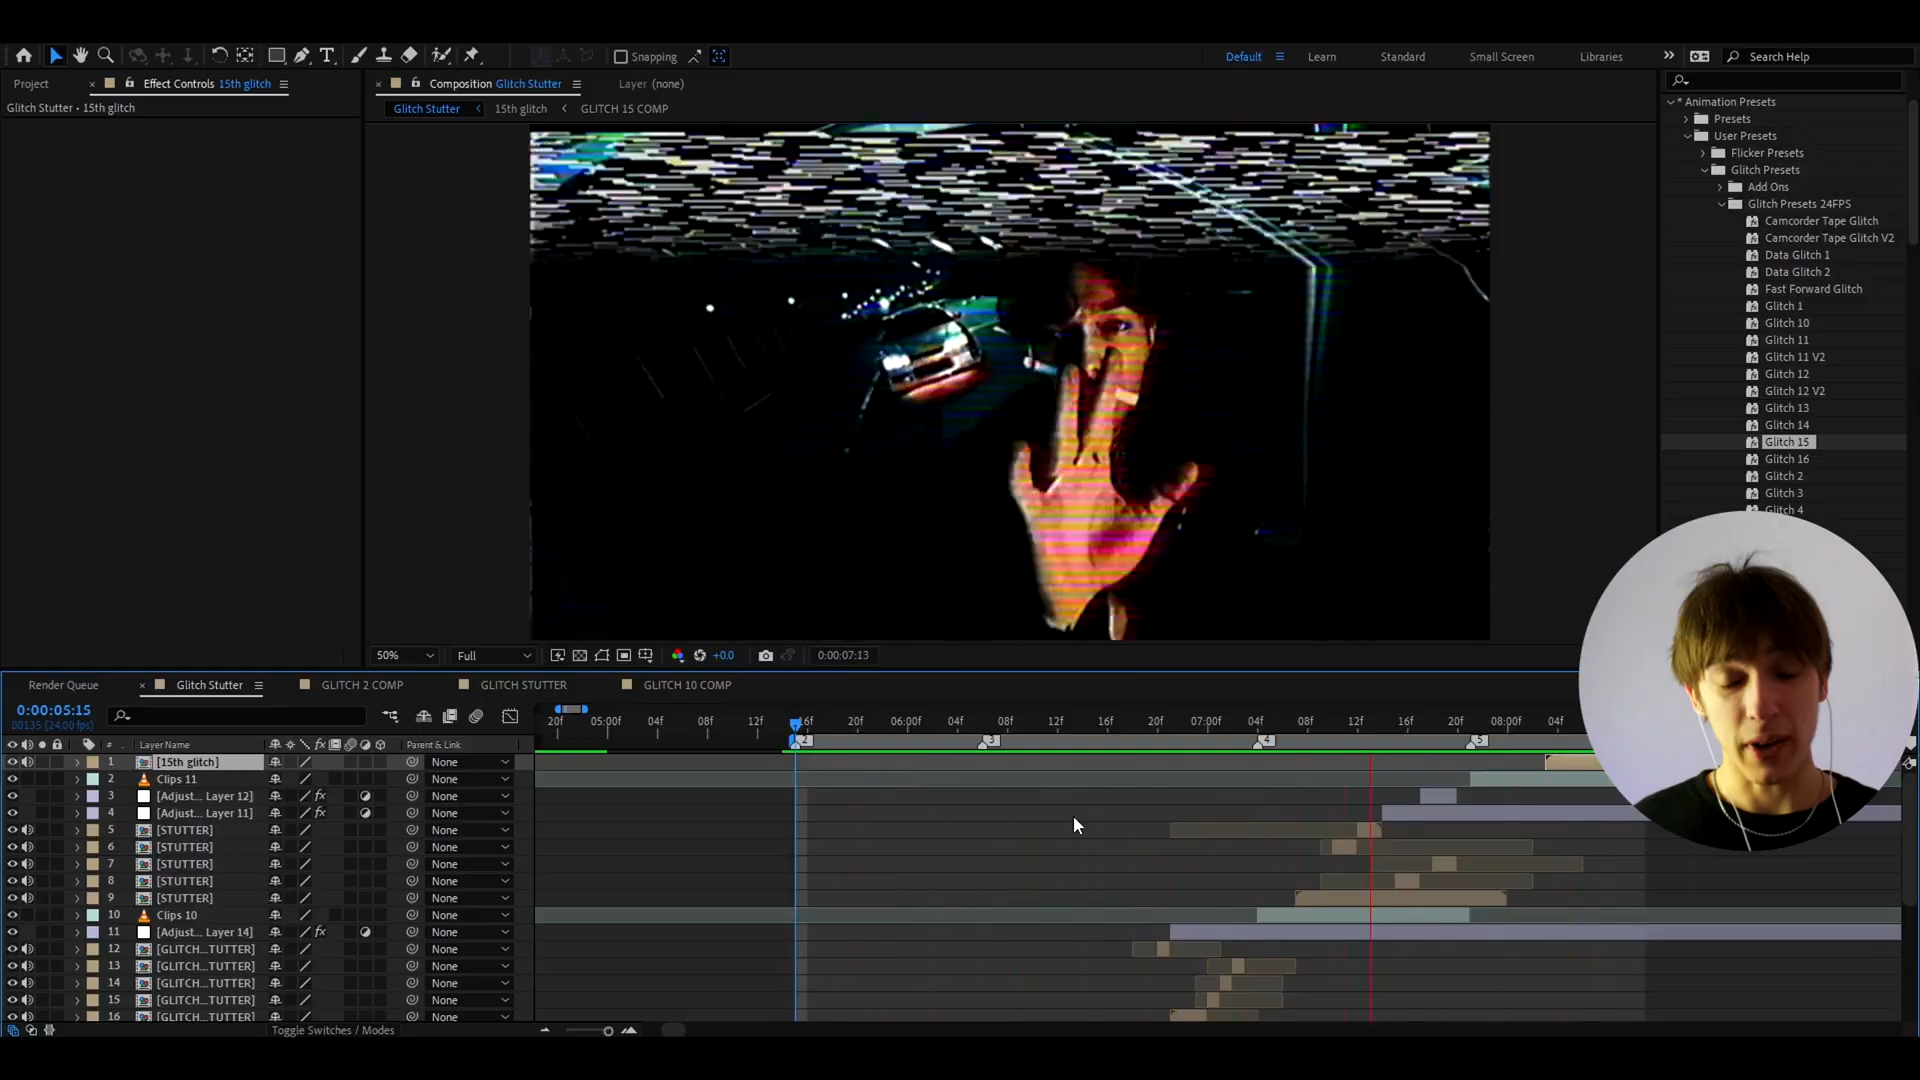 Snapping
Default
Learn
Standard
Small Screen
Libraries
Search Help
Project
Effect Controls 15th glitch
Composition Glitch Stutter
Layer (none)
Glitch Stutter • 15th glitch
Glitch Stutter
15th glitch
GLITCH 15 COMP
* Animation Presets
Presets
User Presets
Flicker Presets
Glitch Presets
Add Ons
Glitch Presets 24FPS
Camcorder Tape Glitch
Camcorder Tape Glitch V2
Data Glitch 1
Data Glitch 2
Fast Forward Glitch
Glitch 1
Glitch 10
Glitch 11
Glitch 11 V2
Glitch 12
Glitch 12 V2
Glitch 13
Glitch 14
Glitch 15
Glitch 16
Glitch 2
Glitch 3
Glitch 4
50%
Full
+0.0
0:00:07:13
Render Queue
Glitch Stutter
GLITCH 2 COMP
GLITCH STUTTER
GLITCH 10 COMP
0:00:05:15
00135 (24.00 fps)
20f 05:00f 04f 08f 12f 16f 20f 06:00f 04f 08f 12f 16f 20f 07:00f 04f 08f 12f 16f 20f 08:00f 04f
2 3 4 5
# Layer Name
Parent & Link
1 [15th glitch] None
2 Clips 11 None
3 [Adjust... Layer 12] fx None
4 [Adjust... Layer 11] fx None
5 [STUTTER] None
6 [STUTTER] None
7 [STUTTER] None
8 [STUTTER] None
9 [STUTTER] None
10 Clips 10 None
11 [Adjust... Layer 14] fx None
12 [GLITCH...TUTTER] None
13 [GLITCH...TUTTER] None
14 [GLITCH...TUTTER] None
15 [GLITCH...TUTTER] None
16 [GLITCH...TUTTER] None
Toggle Switches / Modes